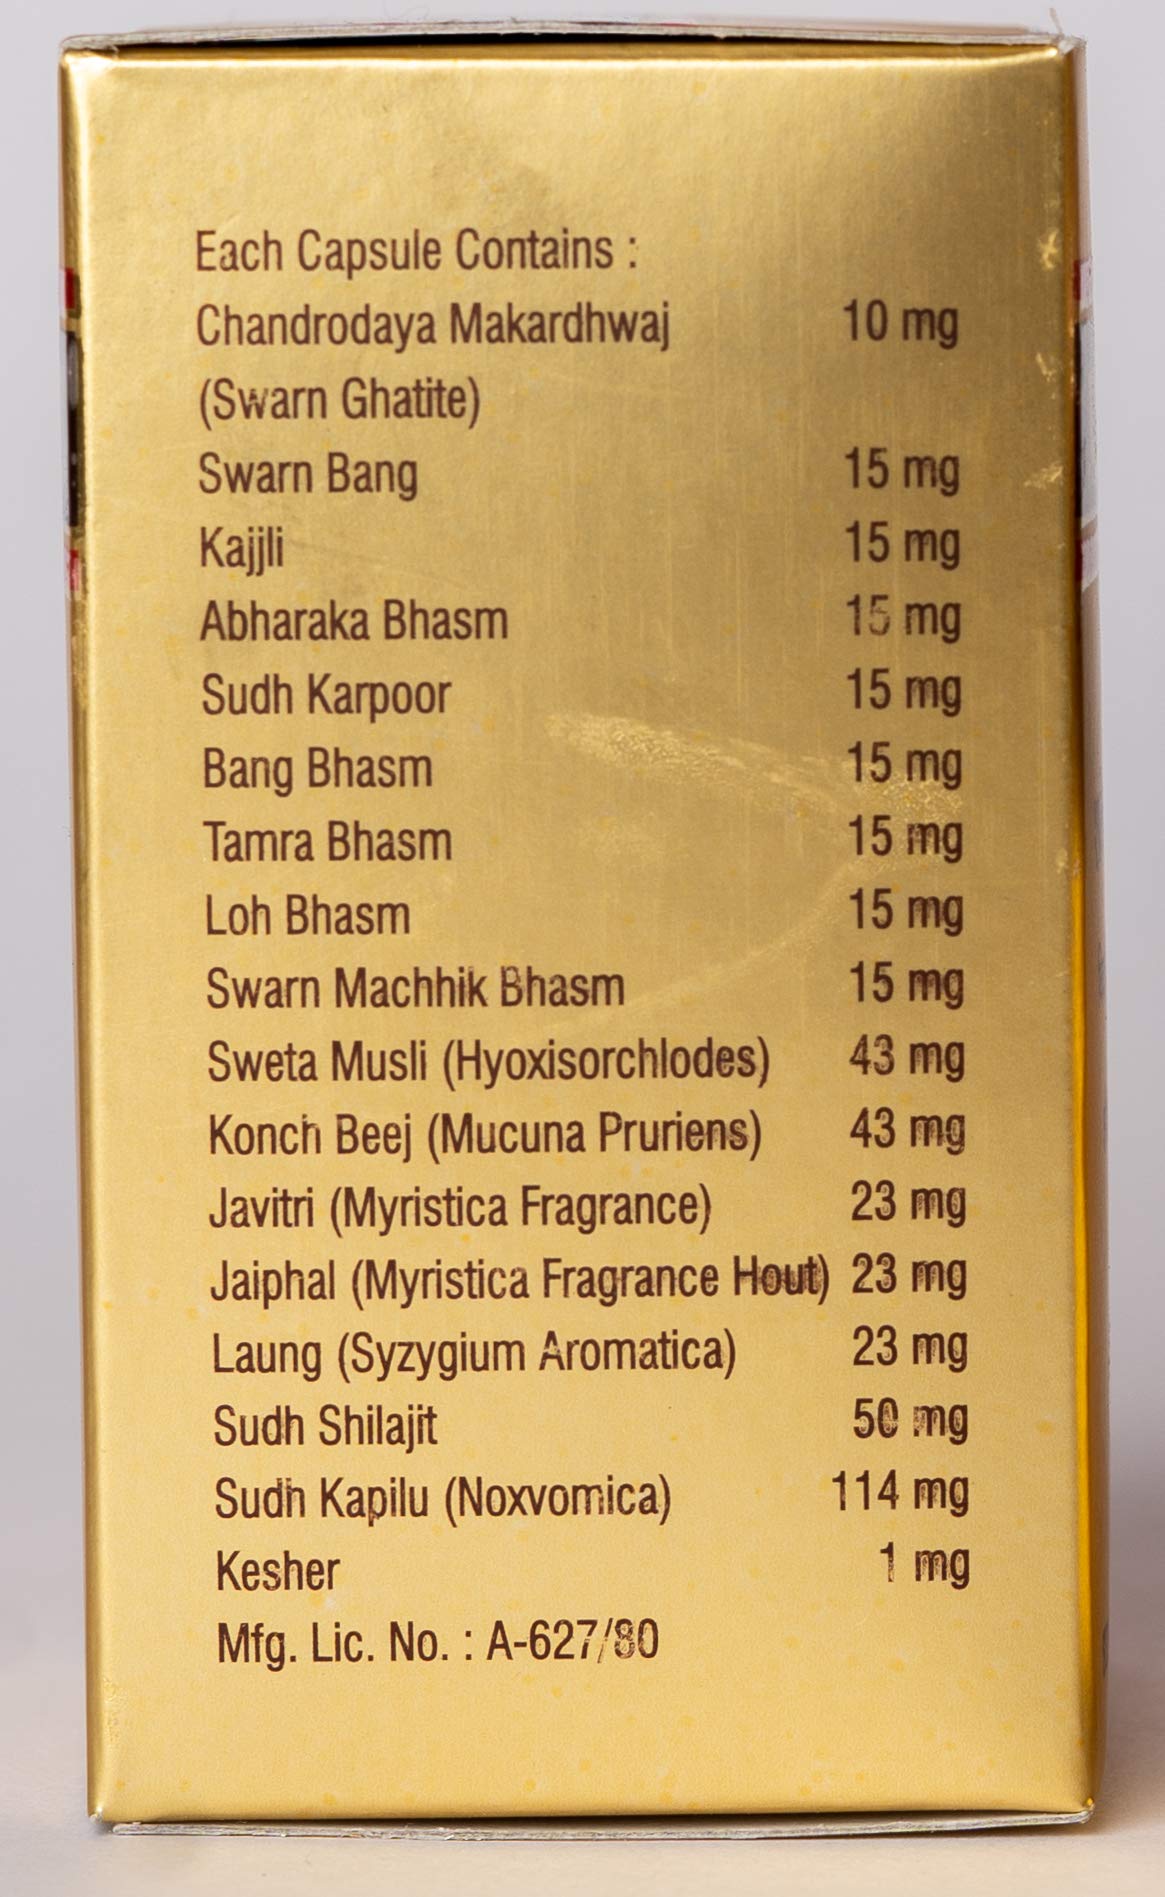 Each Capsule Contains :
Chandrodaya Makardhwaj 10 mg
(Swarn Ghatite)
Swarn Bang 15 mg
Kajjli 15 mg
Abharaka Bhasm 15 mg
Sudh Karpoor 15 mg
Bang Bhasm 15 mg
Tamra Bhasm 15 mg
Loh Bhasm 15 mg
Swarn Machhik Bhasm 15 mg
Sweta Musli (Hyoxisorchlodes) 43 mg
Konch Beej (Mucuna Pruriens) 43 mg
Javitri (Myristica Fragrance) 23 mg
Jaiphal (Myristica Fragrance Hout) 23 mg
Laung (Syzygium Aromatica) 23 mg
Sudh Shilajit 50 mg
Sudh Kapilu (Noxvomica) 114 mg
Kesher 1 mg
Mfg. Lic. No. : A-627/80